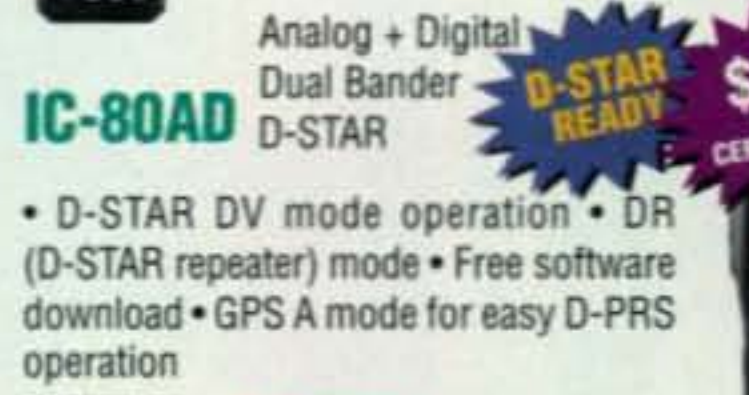 Analog + Digital
IC-80AD Dual Bander
D-STAR
D-STAR
READY
• D-STAR DV mode operation • DR
(D-STAR repeater) mode • Free software
download • GPS A mode for easy D-PRS
operation